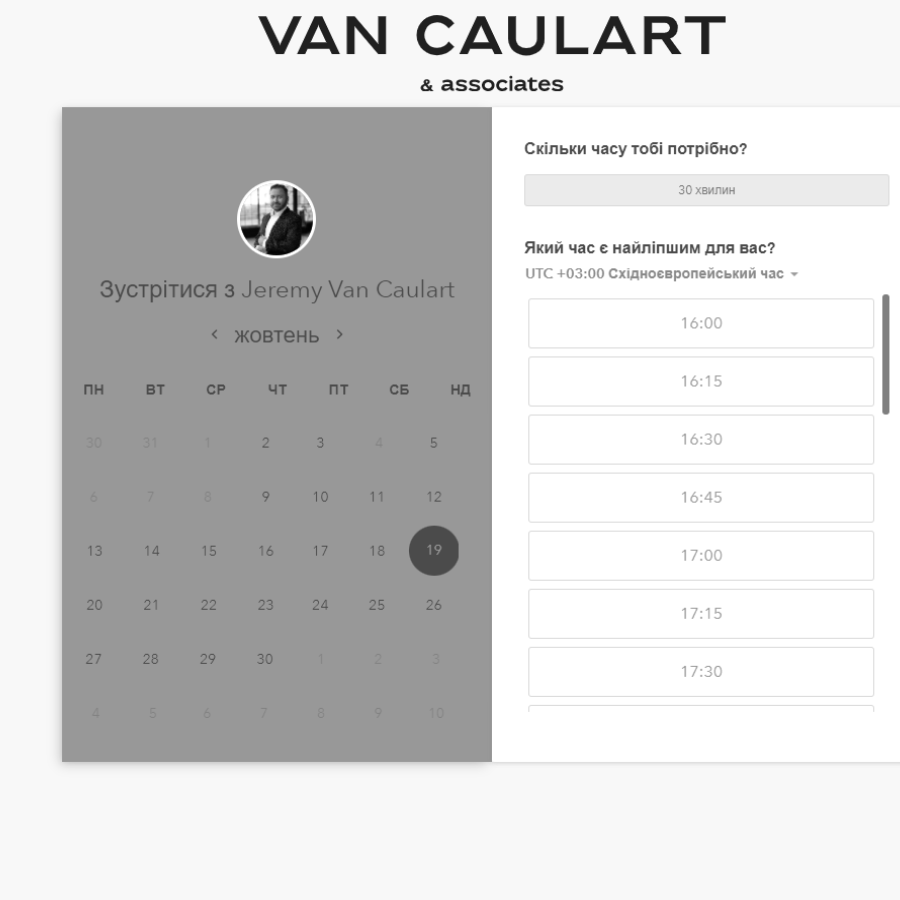 VAN CAULART
& associates
Зустрітися з Jeremy Van Caulart
жовтень
ПН ВТ СР ЧТ ПТ СБ НД
30 31 1 2 3 4 5
6 7 8 9 10 11 12
13 14 15 16 17 18 19
20 21 22 23 24 25 26
27 28 29 30 1 2 3
4 5 6 7 8 9 10
Скільки часу тобі потрібно?
30 хвилин
Який час є найліпшим для вас?
UTC +03:00 Східноєвропейський час
16:00
16:15
16:30
16:45
17:00
17:15
17:30